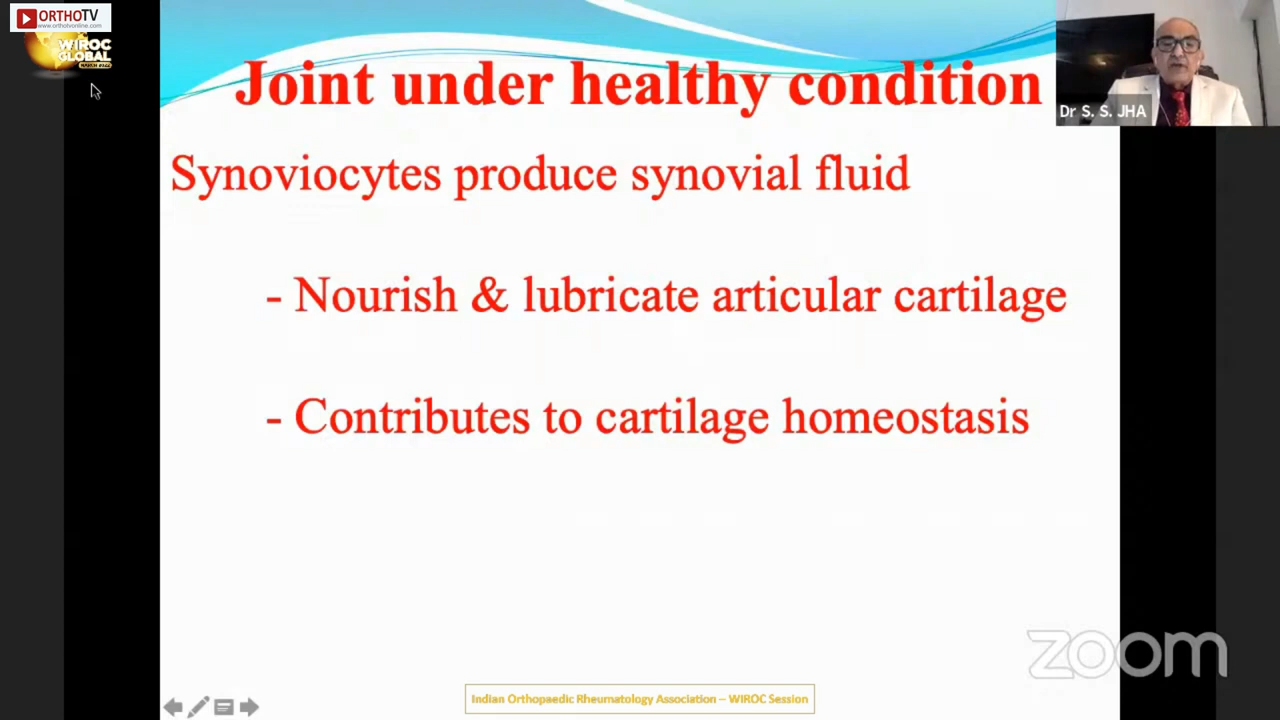 ORTHOTV
www.orthotvonline.com
WIROC
GLOBAL
Joint under healthy condition
Dr S. S. JHA
Synoviocytes produce synovial fluid
- Nourish & lubricate articular cartilage
- Contributes to cartilage homeostasis
zoom
Indian Orthopaedic Rheumatology Association – WIROC Session